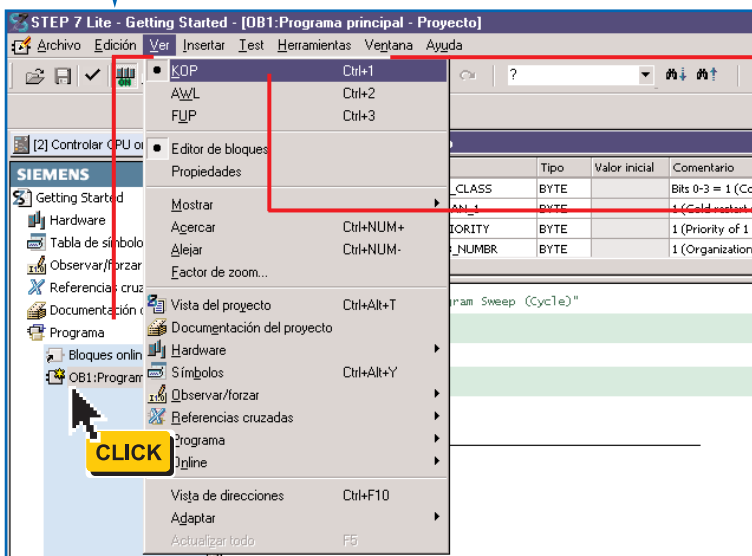 STEP 7 Lite - Getting Started - [OB1:Programa principal - Proyecto]
Archivo Edición Ver Insertar Test Herramientas Ventana Ayuda
ON ?
KOP Ctrl+1
AWL Ctrl+2
FUP Ctrl+3
Editor de bloques
Propiedades
Mostrar
Acercar Ctrl+NUM+
Alejar Ctrl+NUM-
Factor de zoom...
Vista del proyecto Ctrl+Alt+T
Documentación del proyecto
Hardware
Símbolos Ctrl+Alt+Y
Observar/forzar
Referencias cruzadas
Programa
Online
Vista de direcciones Ctrl+F10
Adaptar
Actualizar todo F5
[2] Controlar CPU
SIEMENS
Getting Started
Hardware
Tabla de símbolo
Observar/forzar
Referencias cruz
Documentación
Programa
Bloques onlin
OB1:Program
CLICK
Tipo Valor inicial Comentario
_CLASS BYTE Bits 0-3 = 1 (Co
AN_1 BYTE 1 (Cold restart
IORITY BYTE 1 (Priority of 1
_NUMBR BYTE 1 (Organization
ram Sweep (Cycle)"